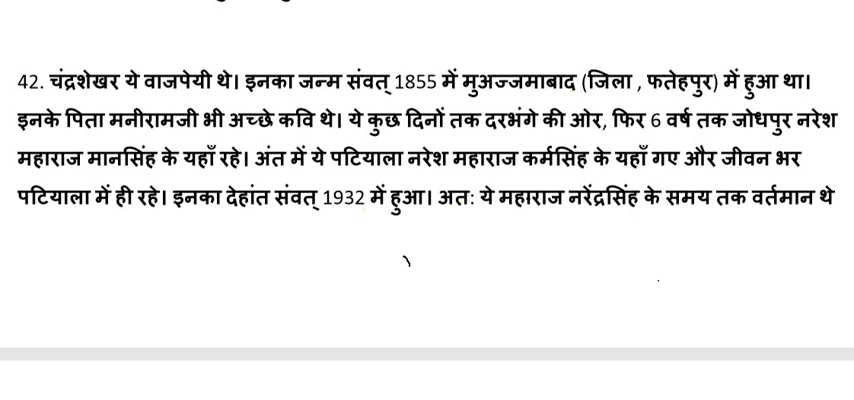 42. चंद्रशेखर ये वाजपेयी थे। इनका जन्म संवत् 1855 में मुअज्जमाबाद (जिला , फतेहपुर) में हुआ था।
इनके पिता मनीरामजी भी अच्छे कवि थे। ये कुछ दिनों तक दरभंगे की ओर, फिर 6 वर्ष तक जोधपुर नरेश
महाराज मानसिंह के यहाँ रहे। अंत में ये पटियाला नरेश महाराज कर्मसिंह के यहाँ गए और जीवन भर
पटियाला में ही रहे। इनका देहांत संवत् 1932 में हुआ। अत: ये महाराज नरेंद्रसिंह के समय तक वर्तमान थे